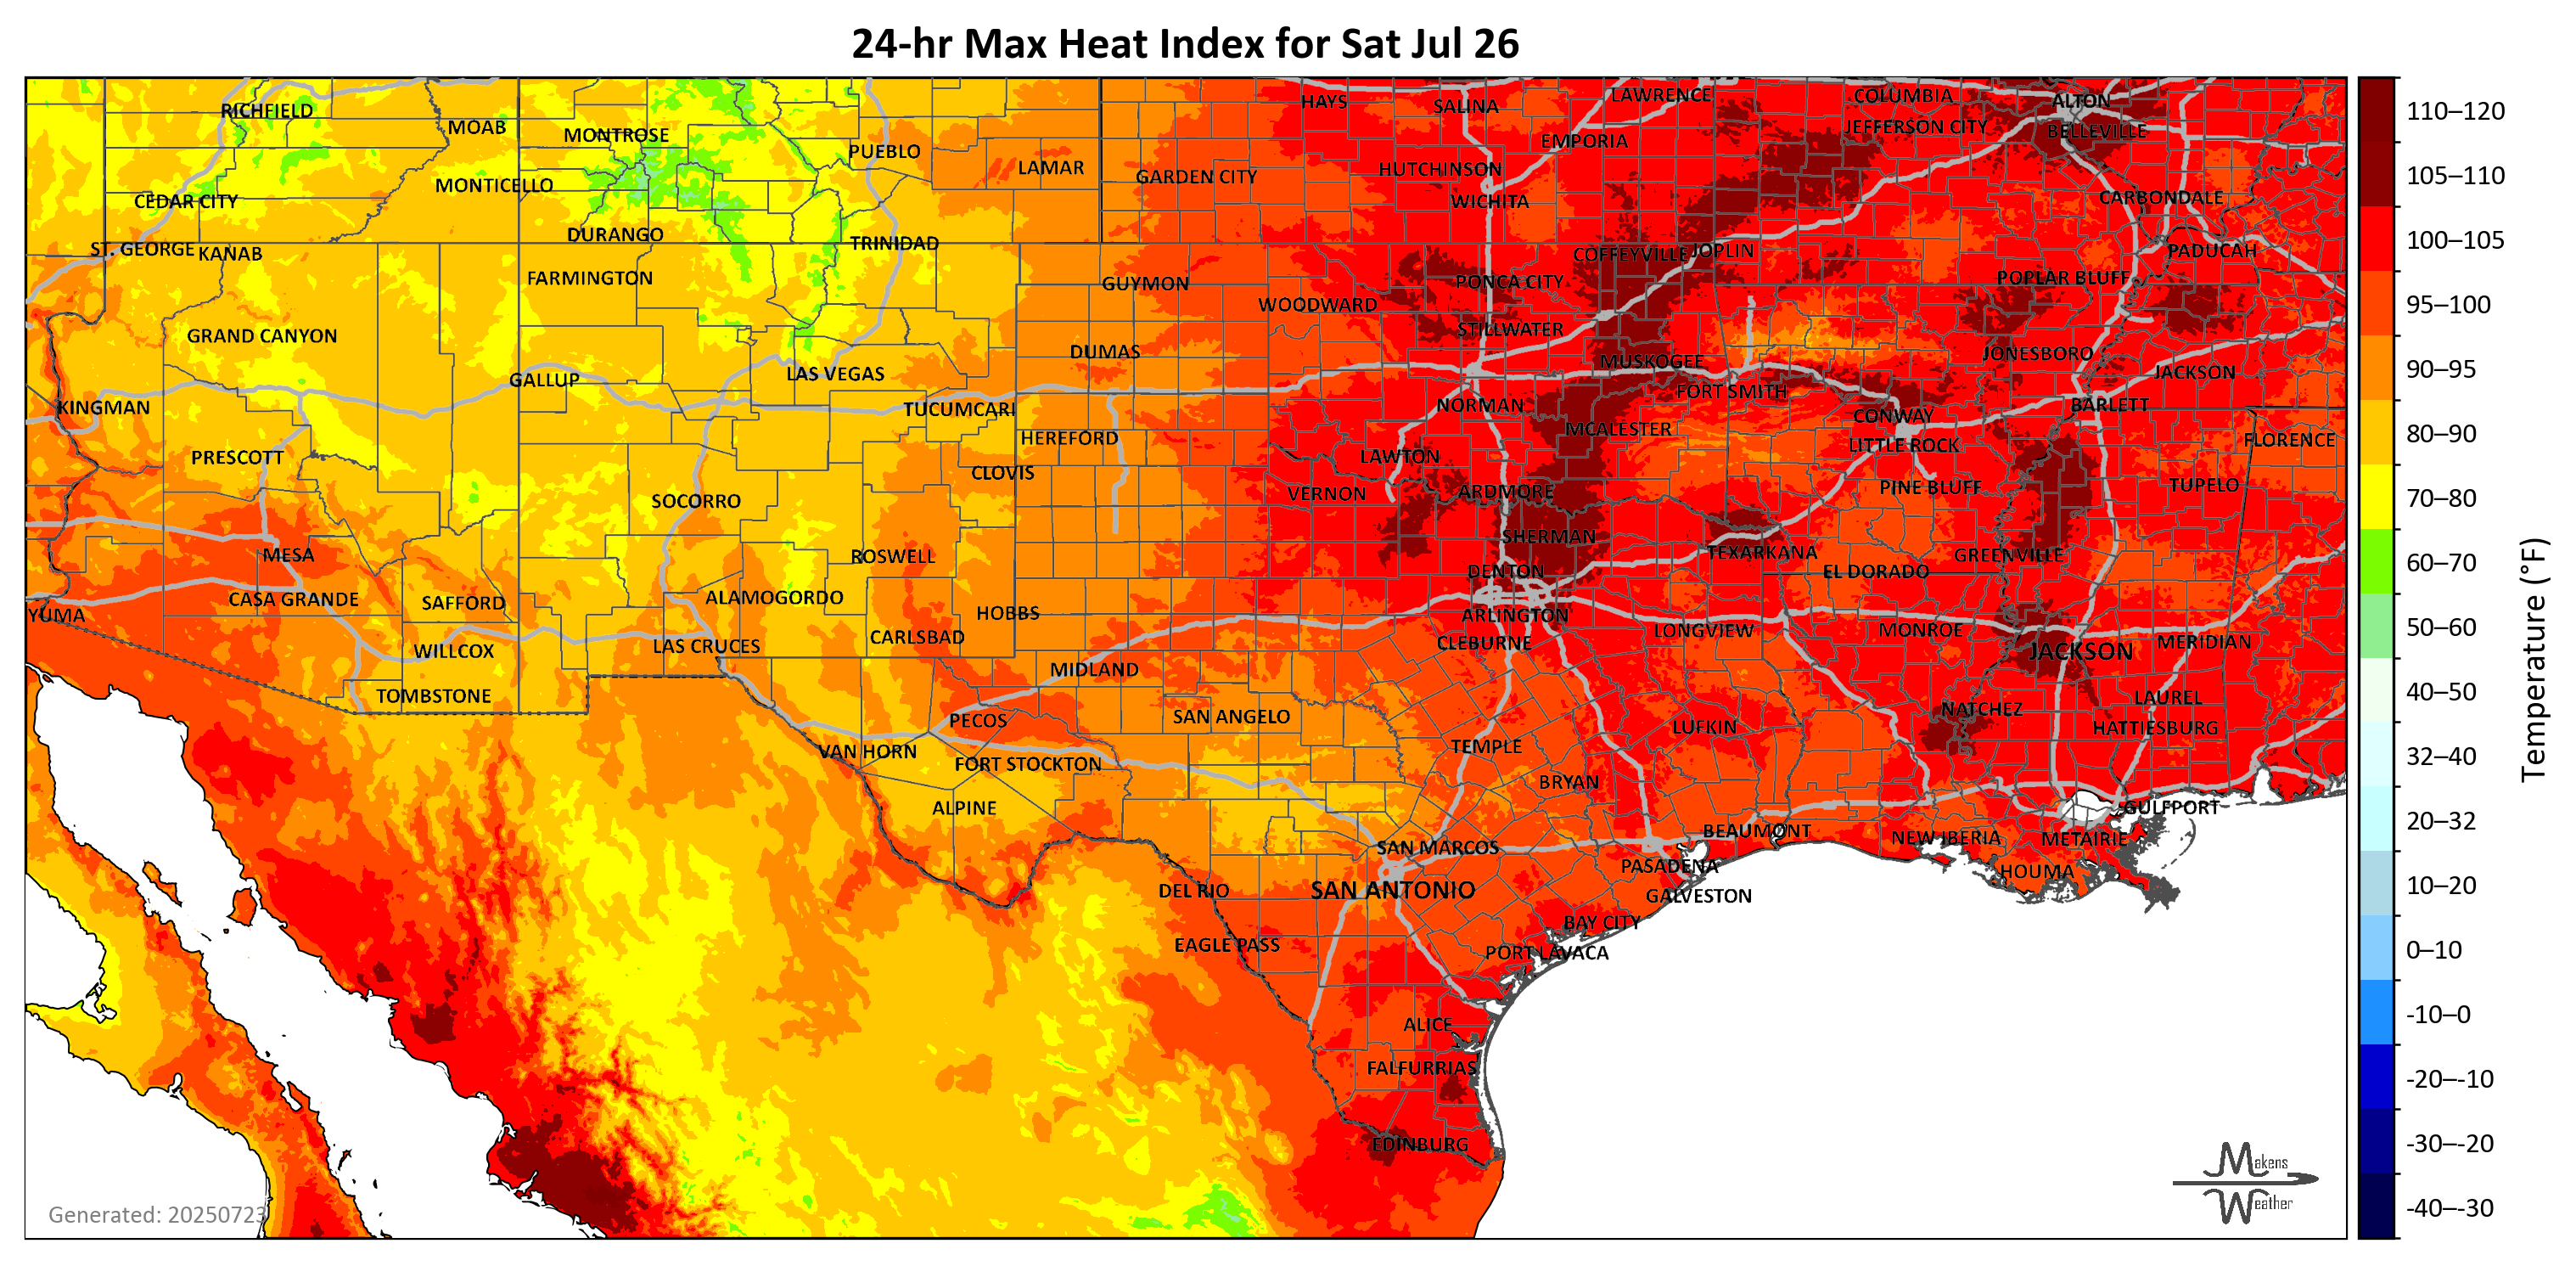 24-hr Max Heat Index for Sat Jul 26
RICHFIELD
MOAB
MONTROSE
PUEBLO
LAMAR
GARDEN CITY
HAYS
SALINA
LAWRENCE
COLUMBIA
ALTON
EMPORIA
JEFFERSON CITY
BELLEVILLE
MONTICELLO
HUTCHINSON
CEDAR CITY
WICHITA
CARBONDALE
ST. GEORGE
KANAB
DURANGO
TRINIDAD
COFFEYVILLE
JOPLIN
PADUCAH
FARMINGTON
GUYMON
PONCA CITY
POPLAR BLUFF
WOODWARD
GRAND CANYON
STILLWATER
DUMAS
MUSKOGEE
JONESBORO
GALLUP
LAS VEGAS
FORT SMITH
JACKSON
KINGMAN
TUCUMCARI
NORMAN
CONWAY
BARLETT
HEREFORD
MCALESTER
LITTLE ROCK
FLORENCE
PRESCOTT
CLOVIS
LAWTON
SOCORRO
VERNON
ARDMORE
PINE BLUFF
TUPELO
MESA
ROSWELL
SHERMAN
TEXARKANA
GREENVILLE
DENTON
EL DORADO
YUMA
CASA GRANDE
SAFFORD
ALAMOGORDO
HOBBS
ARLINGTON
WILLCOX
LAS CRUCES
CARLSBAD
CLEBURNE
LONGVIEW
MONROE
JACKSON
MERIDIAN
TOMBSTONE
MIDLAND
LAUREL
PECOS
SAN ANGELO
NATCHEZ
LUFKIN
HATTIESBURG
VAN HORN
FORT STOCKTON
TEMPLE
BRYAN
ALPINE
GULFPORT
BEAUMONT
NEW IBERIA
METAIRIE
SAN MARCOS
PASADENA
HOUMA
DEL RIO
SAN ANTONIO
GALVESTON
BAY CITY
EAGLE PASS
PORT LAVACA
ALICE
FALFURRIAS
EDINBURG
Generated: 20250723
Makens
Weather
110–120
105–110
100–105
95–100
90–95
80–90
70–80
60–70
50–60
40–50
32–40
20–32
10–20
0–10
-10–0
-20–-10
-30–-20
-40–-30
Temperature (°F)